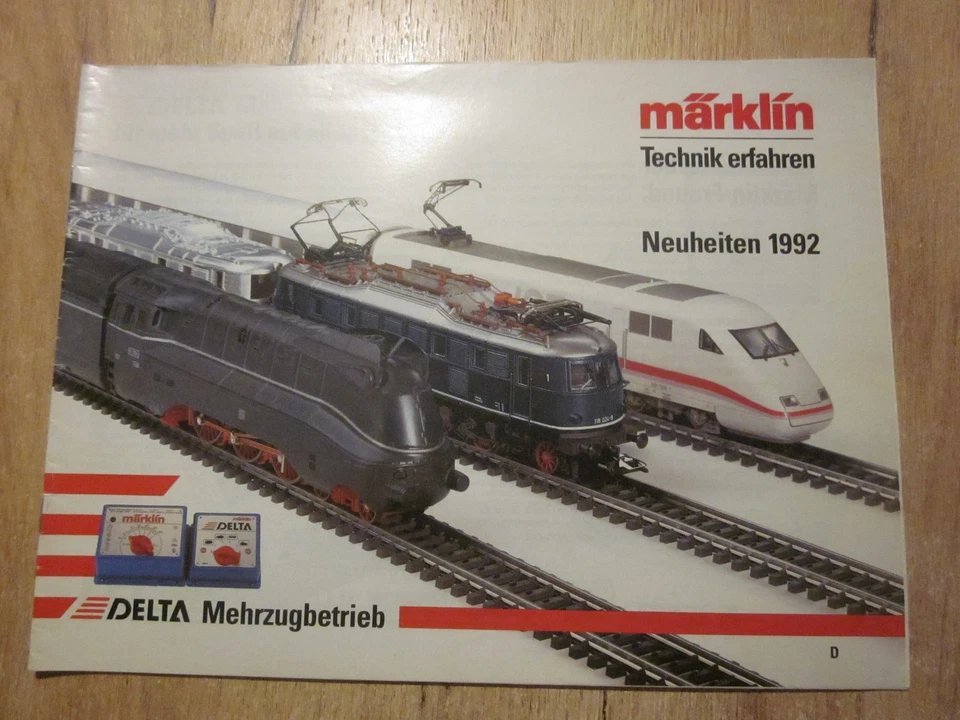 märklin
Technik erfahren
Neuheiten 1992
märklin
DELTA
DELTA Mehrzugbetrieb
D